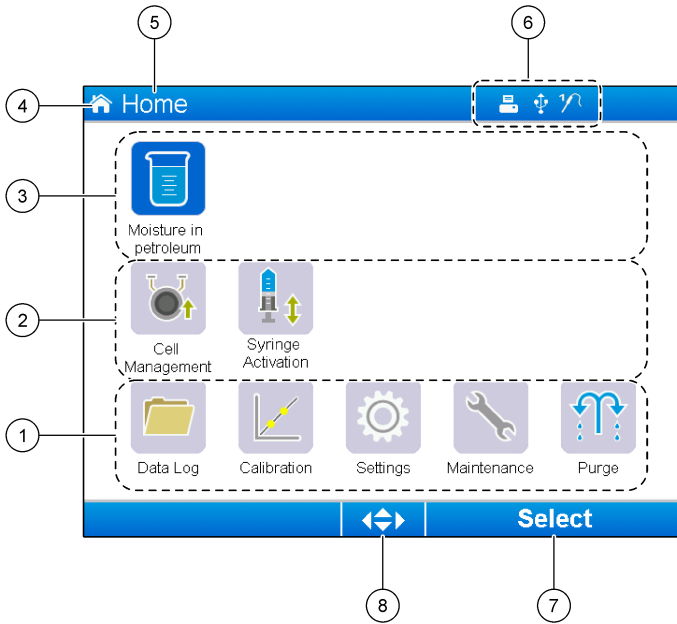 5
6
4
Home
3
Moisture in
petroleum
2
Cell
Management
Syringe
Activation
1
Data Log
Calibration
Settings
Maintenance
Purge
Select
8
7